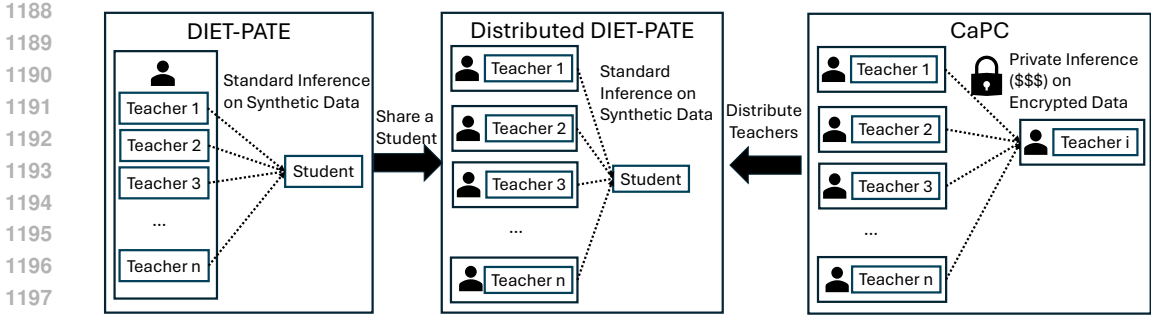 1188
1189
1190
1191
1192
1193
1194
1195
1196
1197
DIET-PATE
Standard Inference
on Synthetic Data
Teacher 1
Teacher 2
Teacher 3
...
Teacher n
Student
Share a
Student
Distributed DIET-PATE
Teacher 1
Teacher 2
Teacher 3
...
Teacher n
Standard
Inference on
Synthetic Data
Student
Distribute
Teachers
CaPC
Teacher 1
Teacher 2
Teacher 3
...
Teacher n
Private Inference
($$$) on
Encrypted Data
Teacher i